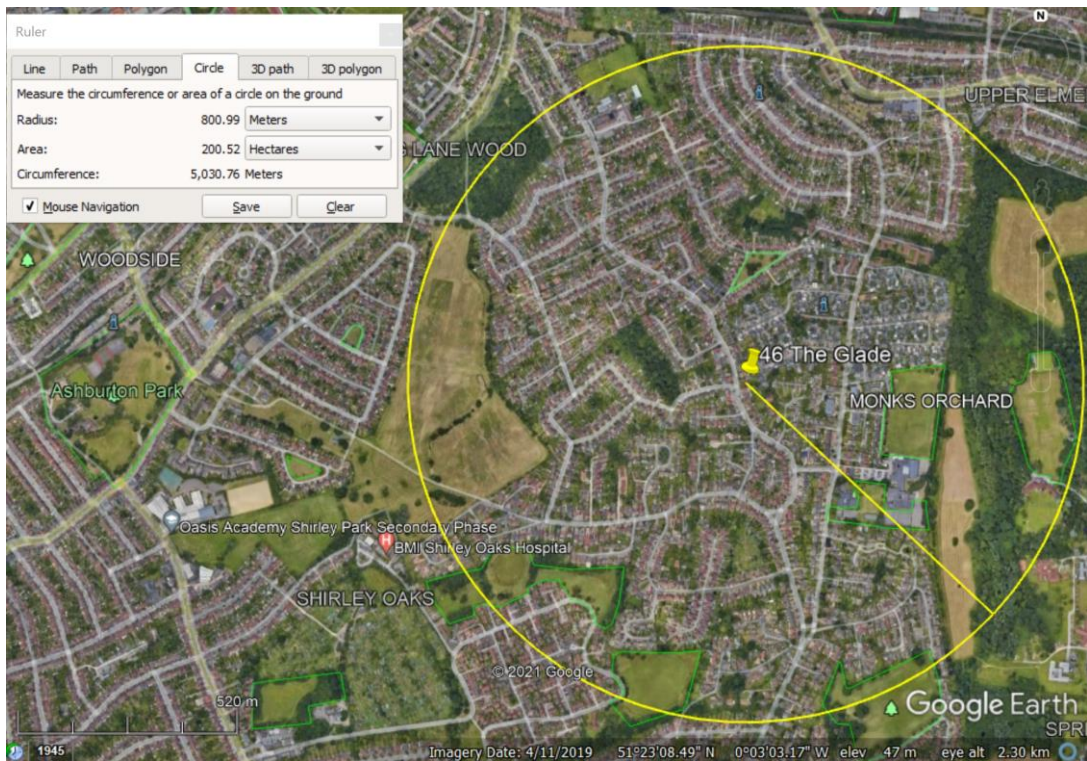 Ruler
Line Path Polygon Circle 3D path 3D polygon
Measure the circumference or area of a circle on the ground
Radius: 800.99 Meters
Area: 200.52 Hectares
Circumference: 5,030.76 Meters
Mouse Navigation Save Clear
N
UPPER ELME
LANE WOOD
WOODSIDE
46 The Glade
Ashburton Park
MONKS ORCHARD
Oasis Academy Shirley Park Secondary Phase
H
BMI Shirley Oaks Hospital
SHIRLEY OAKS
© 2021 Google
520 m
Google Earth
SPRI
1945
Imagery Date: 4/11/2019 51°23'08.49" N 0°03'03.17" W elev 47 m eye alt 2.30 km